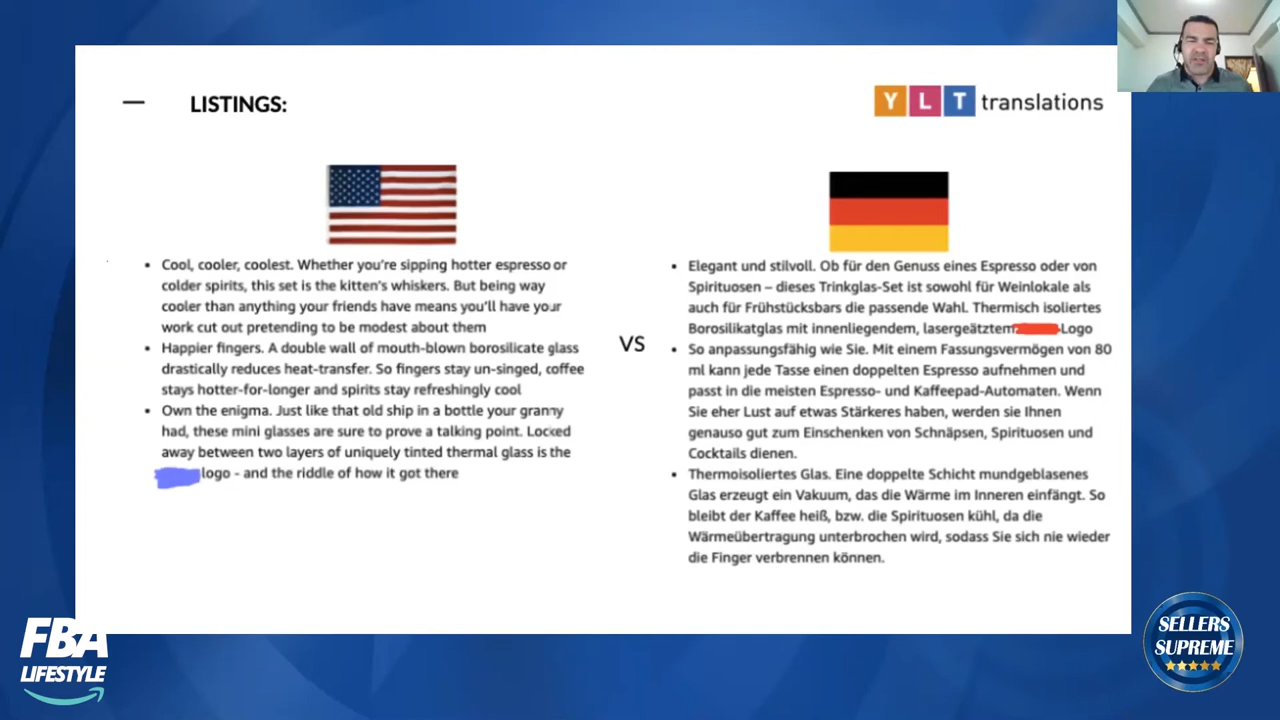 LISTINGS:
YLT translations
• Cool, cooler, coolest. Whether you're sipping hotter espresso or
colder spirits, this set is the kitten's whiskers. But being way
cooler than anything your friends have means you'll have your
work cut out pretending to be modest about them
• Happier fingers. A double wall of mouth-blown borosilicate glass
drastically reduces heat-transfer. So fingers stay un-singed, coffee
stays hotter-for-longer and spirits stay refreshingly cool
• Own the enigma. Just like that old ship in a bottle your granny
had, these mini glasses are sure to prove a talking point. Locked
away between two layers of uniquely tinted thermal glass is the
logo - and the riddle of how it got there
VS
• Elegant und stilvoll. Ob für den Genuss eines Espresso oder von
Spirituosen – dieses Trinkglas-Set ist sowohl für Weinlokale als
auch für Frühstücksbars die passende Wahl. Thermisch isoliertes
Borosilikatglas mit innenliegendem, lasergeätztem Logo
• So anpassungsfähig wie Sie. Mit einem Fassungsvermögen von 80
ml kann jede Tasse einen doppelten Espresso aufnehmen und
passt in die meisten Espresso- und Kaffeepad-Automaten. Wenn
Sie eher Lust auf etwas Stärkeres haben, werden sie Ihnen
genauso gut zum Einschenken von Schnäpsen, Spirituosen und
Cocktails dienen.
• Thermoisoliertes Glas. Eine doppelte Schicht mundgeblasenes
Glas erzeugt ein Vakuum, das die Wärme im Inneren einfängt. So
bleibt der Kaffee heiß, bzw. die Spirituosen kühl, da die
Wärmeübertragung unterbrochen wird, sodass Sie sich nie wieder
die Finger verbrennen können.
FBA
LIFESTYLE
SELLERS
SUPREME